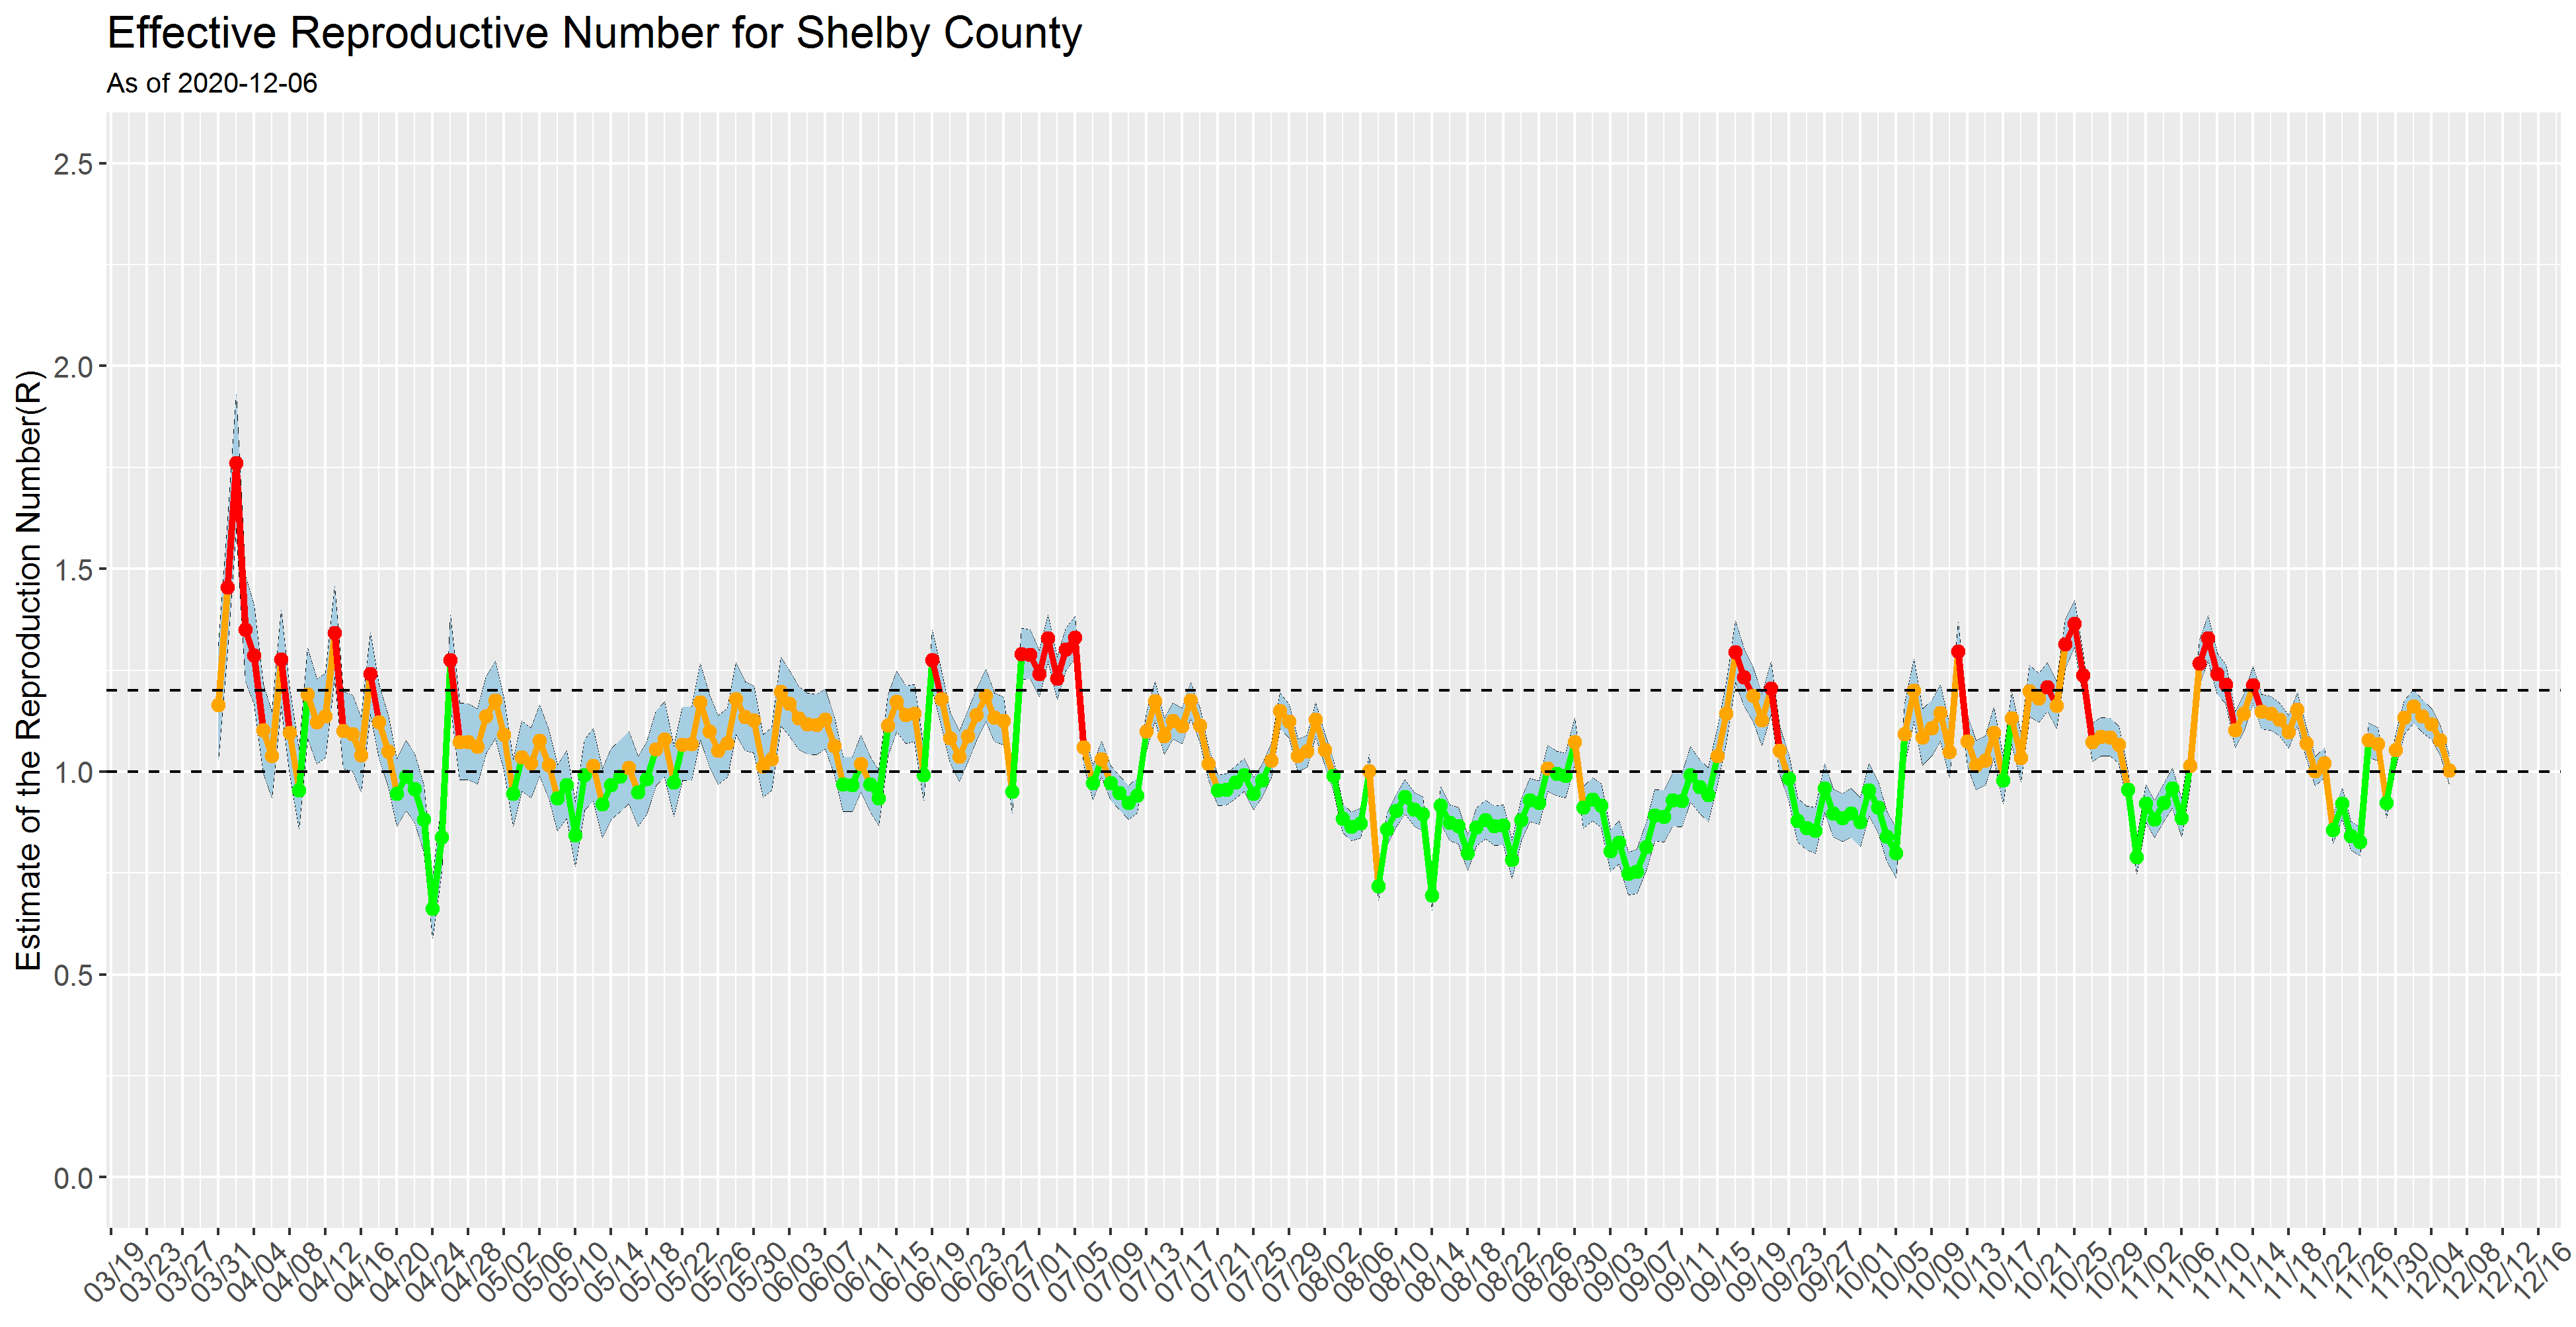 Effective Reproductive Number for Shelby County
As of 2020-12-06
Estimate of the Reproduction Number(R)
2.5
2.0
1.5
1.0
0.5
0.0
03/19 03/23 03/27 03/31 04/04 04/08 04/12 04/16 04/20 04/24 04/28 05/02 05/06 05/10 05/14 05/18 05/22 05/26 05/30 06/03 06/07 06/11 06/15 06/19 06/23 06/27 07/01 07/05 07/09 07/13 07/17 07/21 07/25 07/29 08/02 08/06 08/10 08/14 08/18 08/22 08/26 08/30 09/03 09/07 09/11 09/15 09/19 09/23 09/27 10/01 10/05 10/09 10/13 10/17 10/21 10/25 10/29 11/02 11/06 11/10 11/14 11/18 11/22 11/26 11/30 12/04 12/08 12/12 12/16